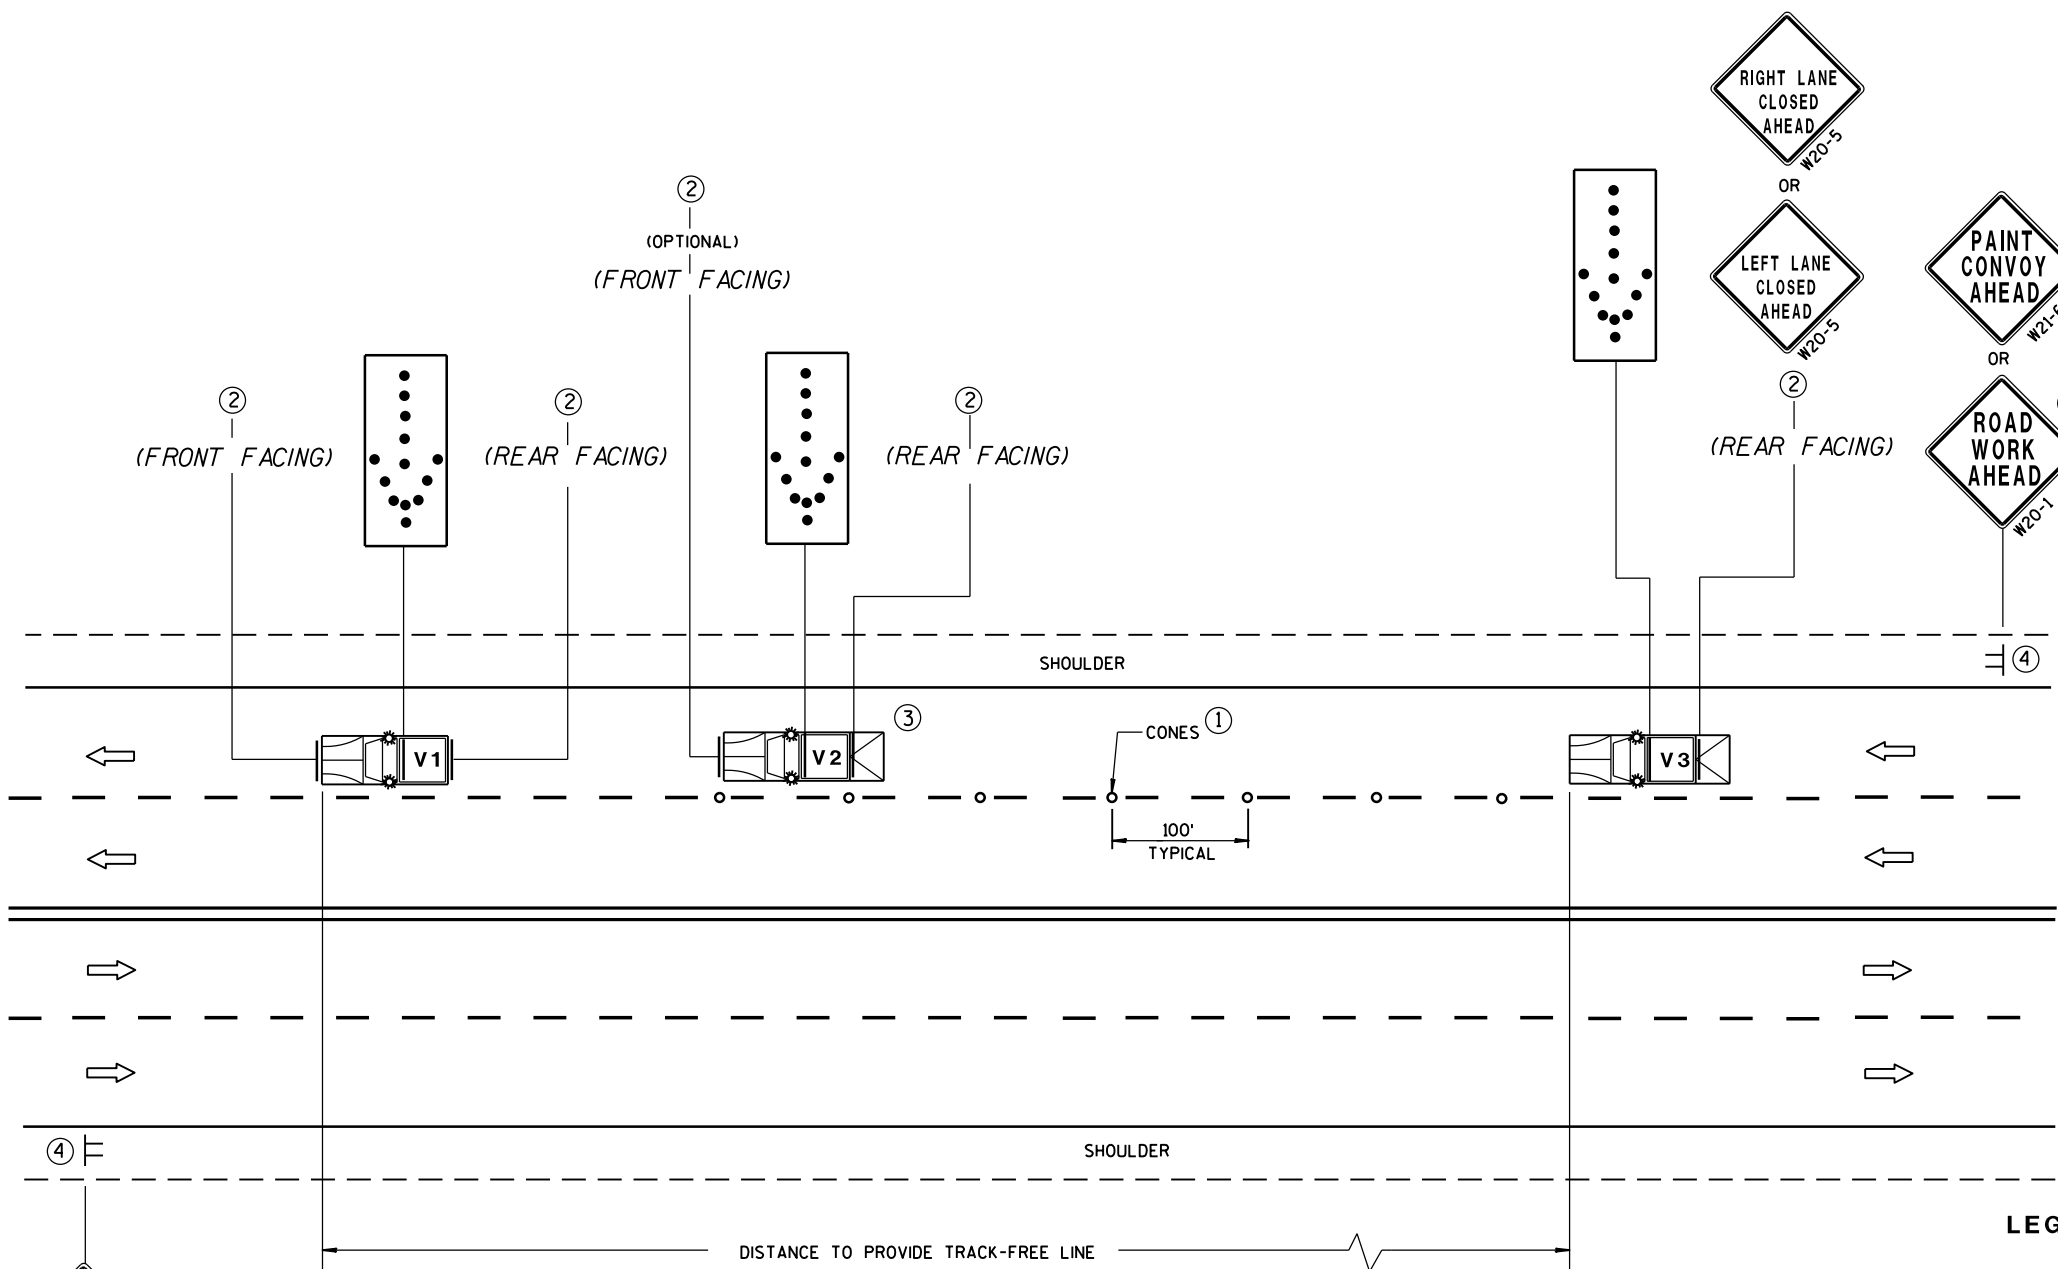 RIGHT LANE
CLOSED
AHEAD
W20-5
OR
LEFT LANE
CLOSED
AHEAD
W20-5
PAINT
CONVOY
AHEAD
OR
ROAD
WORK
AHEAD
W20-1
2
(OPTIONAL)
(FRONT FACING)
2
(FRONT FACING)
2
(REAR FACING)
2
(REAR FACING)
2
(REAR FACING)
SHOULDER
4
3
1
CONES
V1
V2
V3
100'
TYPICAL
4
SHOULDER
DISTANCE TO PROVIDE TRACK-FREE LINE